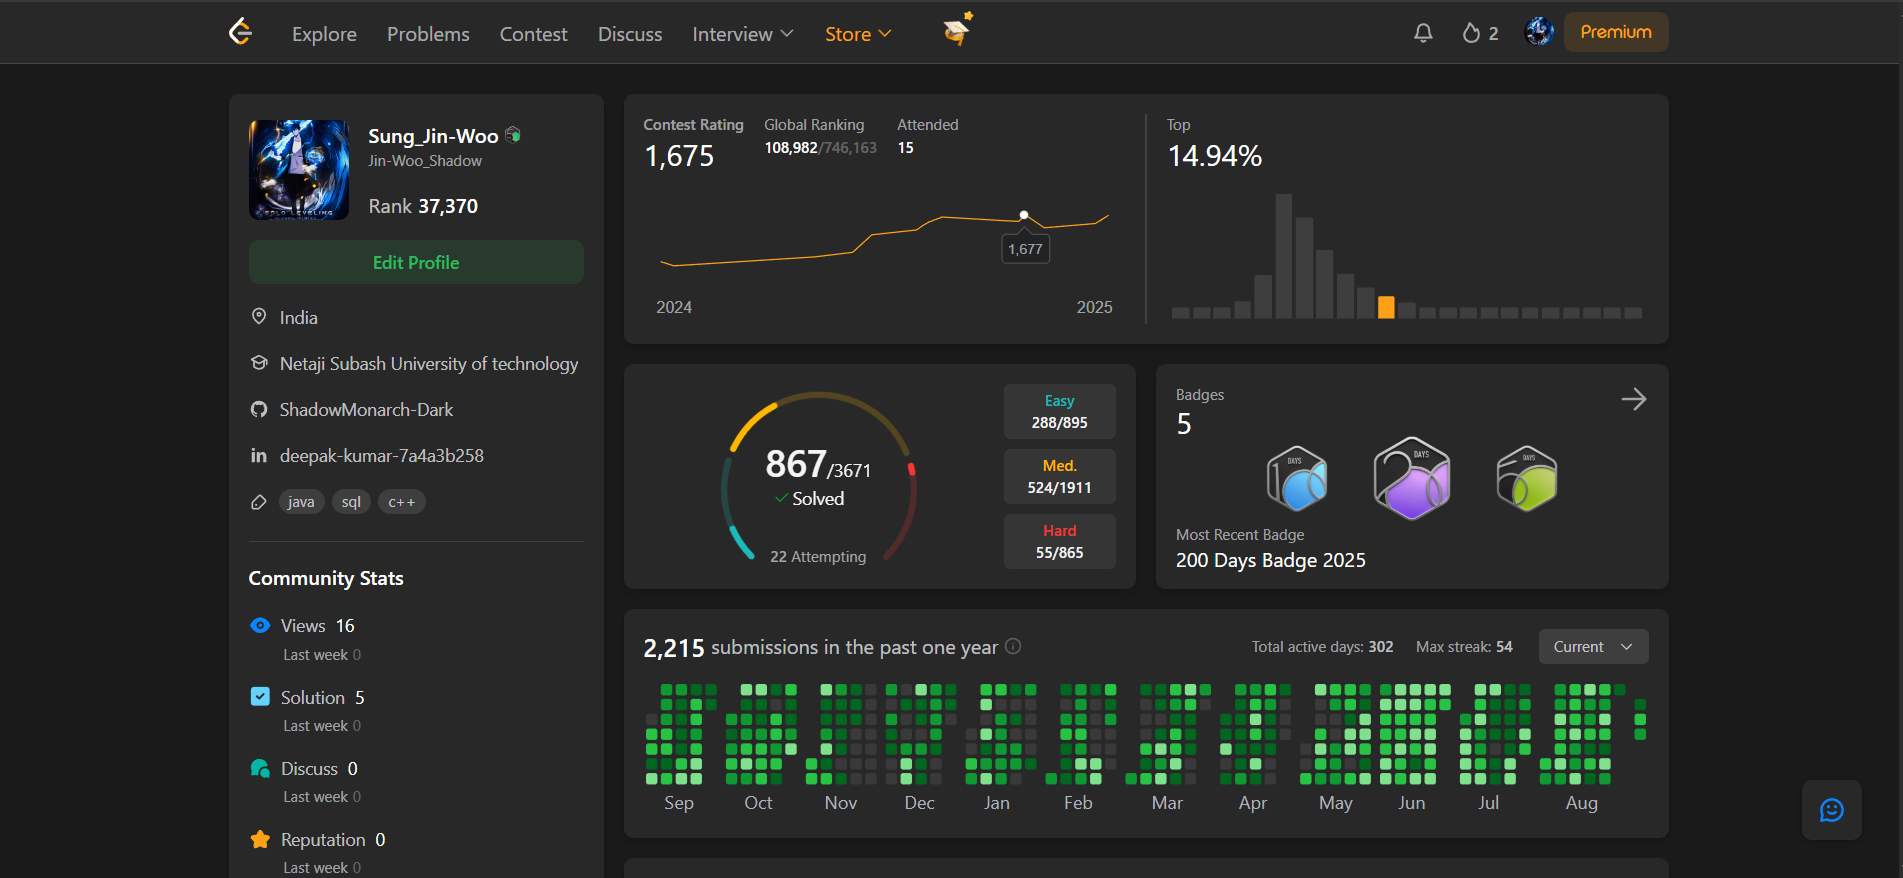 Explore Problems Contest Discuss Interview Store 2 Premium
Sung_Jin-Woo
Jin-Woo_Shadow
Rank 37,370
SOLO LEVELING
Edit Profile
India
Netaji Subash University of technology
ShadowMonarch-Dark
deepak-kumar-7a4a3b258
java sql c++
Community Stats
Views 16
Last week 0
Solution 5
Last week 0
Discuss 0
Last week 0
Reputation 0
Last week 0
Contest Rating Global Ranking Attended
1,675 108,982/746,163 15
1,677
2024 2025
Top
14.94%
867/3671
Solved
22 Attempting
Easy
288/895
Med.
524/1911
Hard
55/865
Badges
5
DAYS DAYS DAYS
Most Recent Badge
200 Days Badge 2025
2,215 submissions in the past one year Total active days: 302 Max streak: 54 Current
Sep Oct Nov Dec Jan Feb Mar Apr May Jun Jul Aug